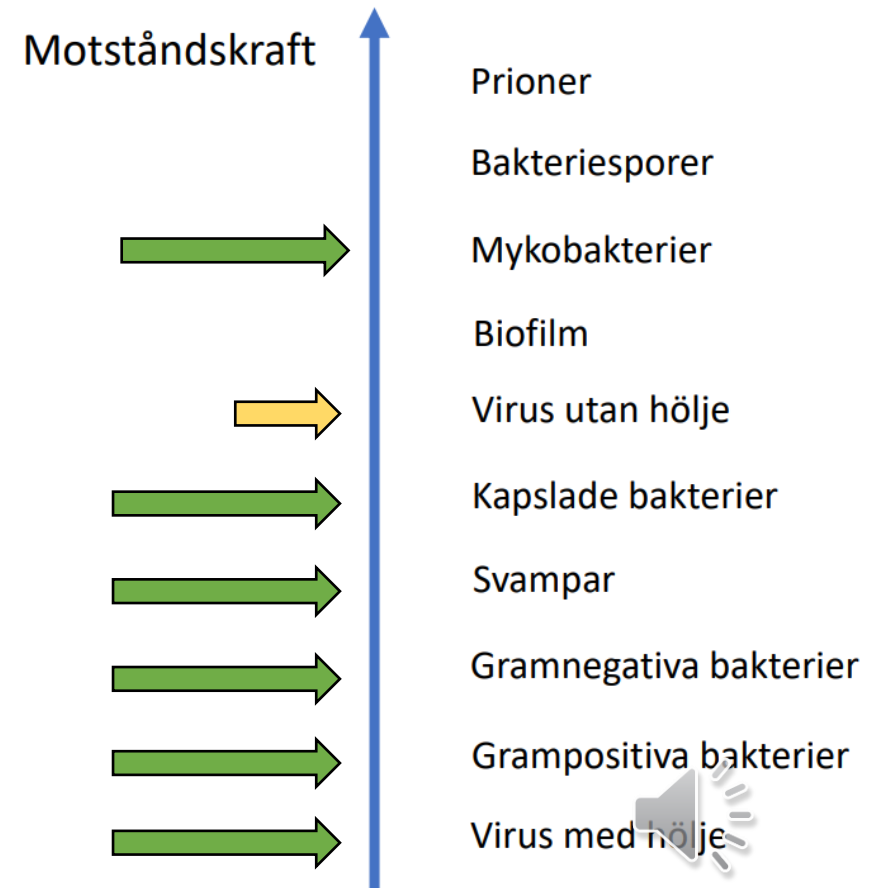 Motståndskraft
Prioner
Bakteriesporer
Mykobakterier
Biofilm
Virus utan hölje
Kapslade bakterier
Svampar
Gramnegativa bakterier
Grampositiva bakterier
Virus med hölje